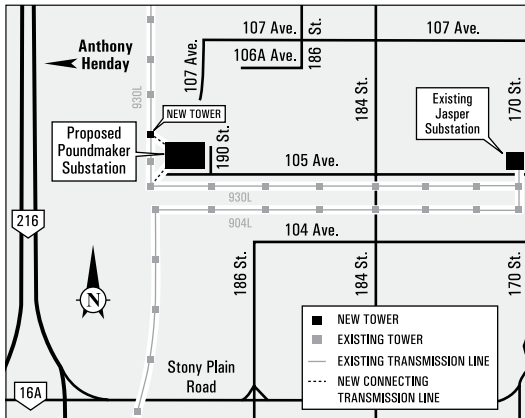 107 Ave.
107 Ave.
Anthony
Henday
106A Ave.
186 St.
107 Ave.
184 St.
170 St.
930L
NEW TOWER
Existing
Jasper
Substation
Proposed
Poundmaker
Substation
190 St.
105 Ave.
930L
216
904L
104 Ave.
N
186 St.
184 St.
170 St.
NEW TOWER
EXISTING TOWER
EXISTING TRANSMISSION LINE
NEW CONNECTING
TRANSMISSION LINE
Stony Plain
Road
16A